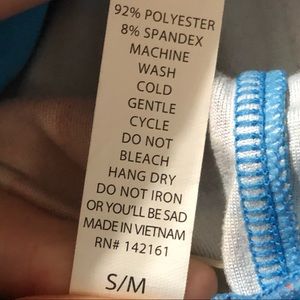 92% POLYESTER
8% SPANDEX
MACHINE
WASH
COLD
GENTLE
CYCLE
DO NOT
BLEACH
HANG DRY
DO NOT IRON
OR YOU'LL BE SAD
MADE IN VIETNAM
RN# 142161
S/M